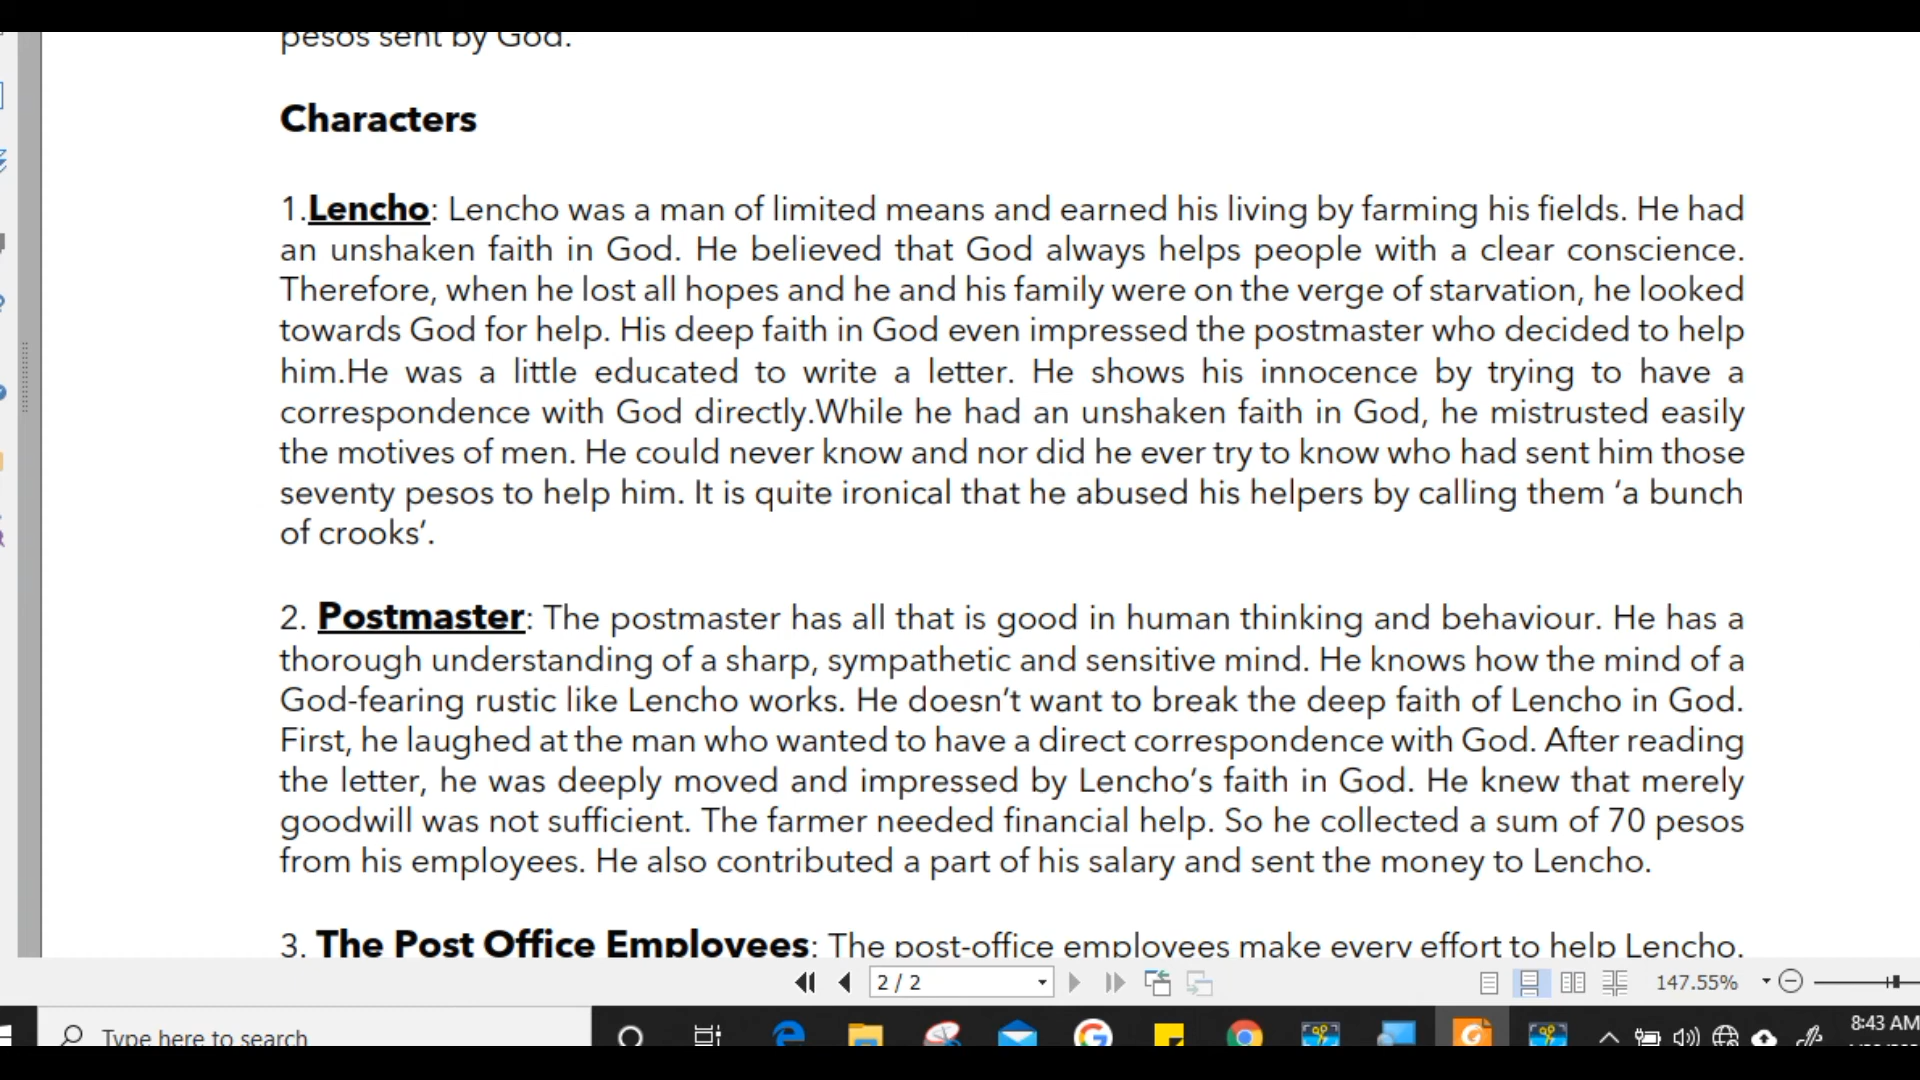 pesos sent by God.
Characters
1.Lencho: Lencho was a man of limited means and earned his living by farming his fields. He had
an unshaken faith in God. He believed that God always helps people with a clear conscience.
Therefore, when he lost all hopes and he and his family were on the verge of starvation, he looked
towards God for help. His deep faith in God even impressed the postmaster who decided to help
him.He was a little educated to write a letter. He shows his innocence by trying to have a
correspondence with God directly.While he had an unshaken faith in God, he mistrusted easily
the motives of men. He could never know and nor did he ever try to know who had sent him those
seventy pesos to help him. It is quite ironical that he abused his helpers by calling them ‘a bunch
of crooks’.
2. Postmaster: The postmaster has all that is good in human thinking and behaviour. He has a
thorough understanding of a sharp, sympathetic and sensitive mind. He knows how the mind of a
God-fearing rustic like Lencho works. He doesn’t want to break the deep faith of Lencho in God.
First, he laughed at the man who wanted to have a direct correspondence with God. After reading
the letter, he was deeply moved and impressed by Lencho’s faith in God. He knew that merely
goodwill was not sufficient. The farmer needed financial help. So he collected a sum of 70 pesos
from his employees. He also contributed a part of his salary and sent the money to Lencho.
3. The Post Office Employees: The post-office employees make every effort to help Lencho.
2 / 2
147.55%
Type here to search
8:43 AM